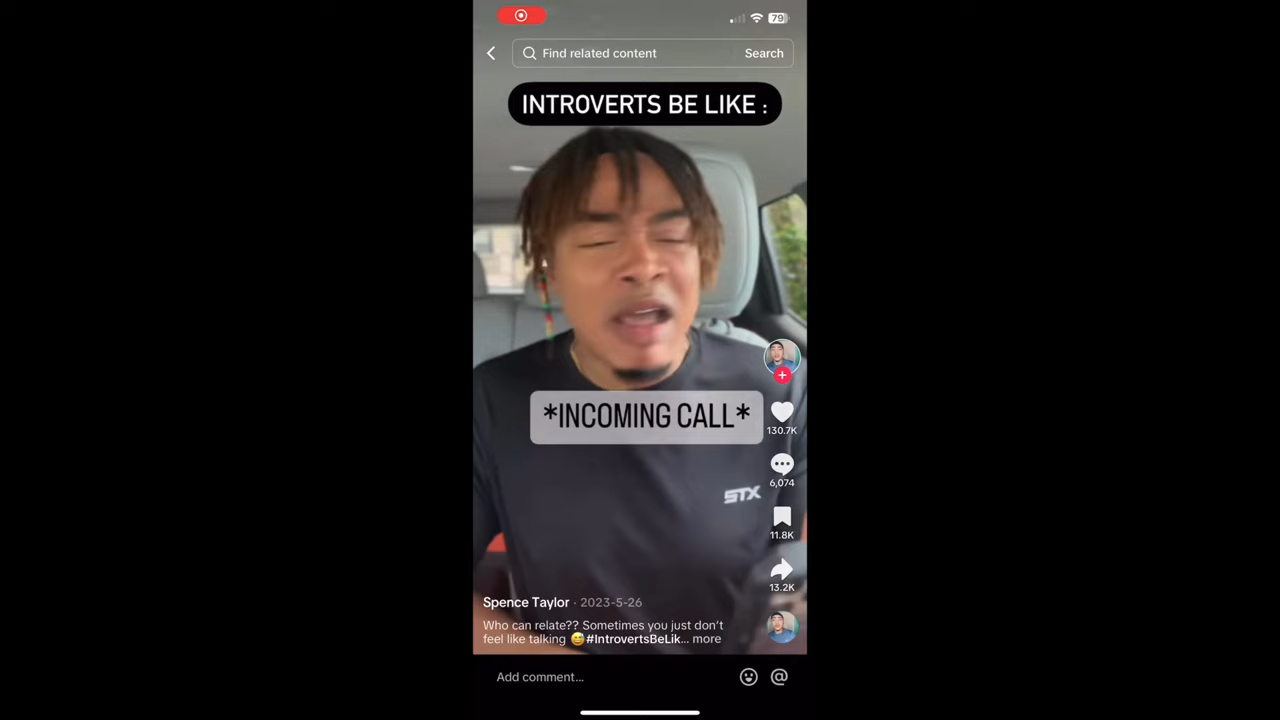 79
Find related content Search
INTROVERTS BE LIKE :
*INCOMING CALL*
130.7K
STX
6,074
11.8K
13.2K
Spence Taylor · 2023-5-26
Who can relate?? Sometimes you just don't
feel like talking 😅#IntrovertsBeLik... more
Add comment...